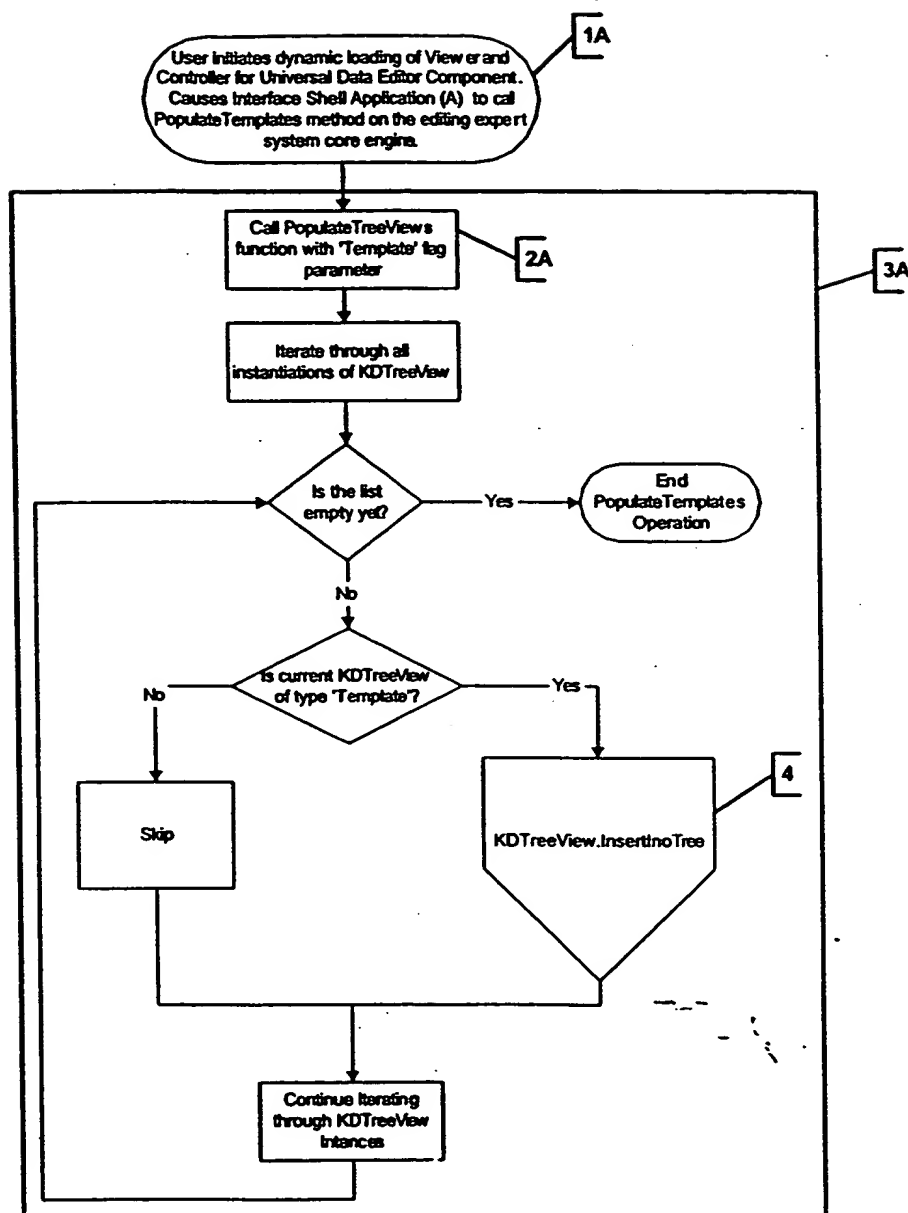 1A
User Initiates dynamic loading of Viewer and
Controller for Universal Data Editor Component.
Causes Interface Shell Application (A) to call
PopulateTemplates method on the editing expert
system core engine.
Call PopulateTreeViews
function with 'Template' flag
parameter
2A
3A
Iterate through all
instantiations of KDTreeView
Is the list
empty yet?
Yes
End
PopulateTemplates
Operation
No
Is current KDTreeView
of type 'Template'?
No
Yes
Skip
4
KDTreeView.InsertInoTree
Continue Iterating
through KDTreeView
Intances